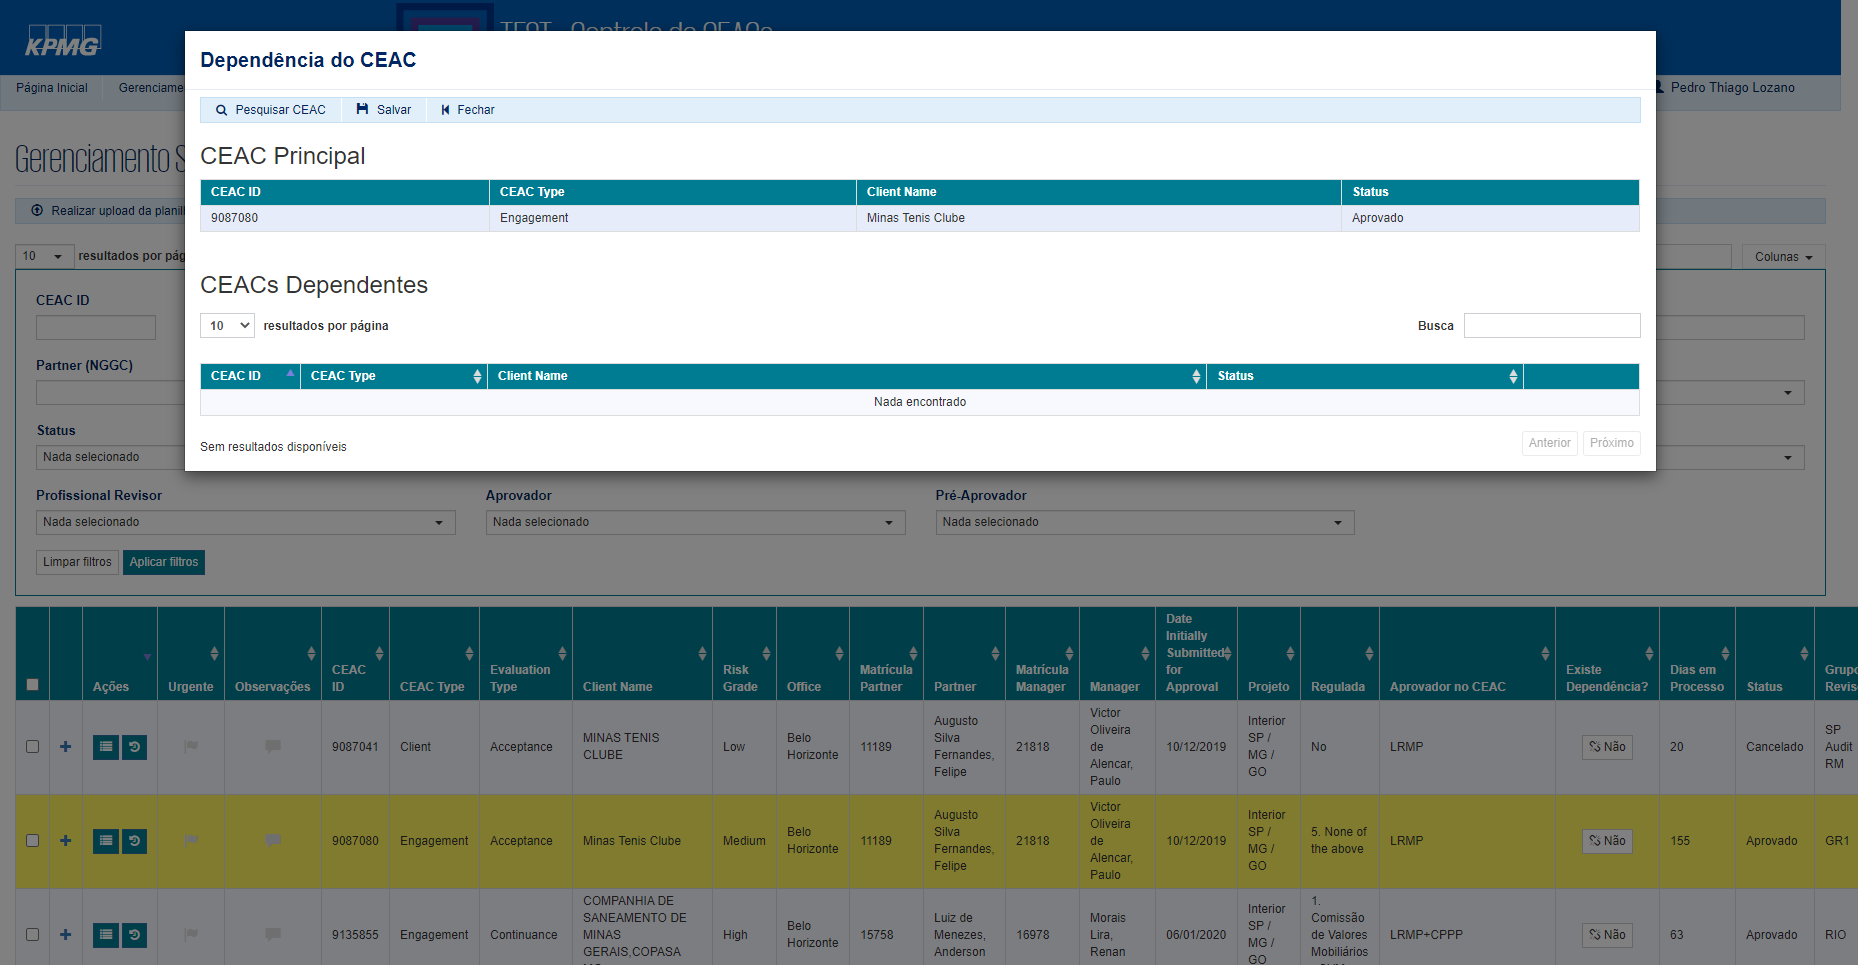 KPMG
Dependência do CEAC
Página Inicial
Pedro Thiago Lozano
Pesquisar CEAC
Salvar
Fechar
CEAC Principal
CEAC ID
CEAC Type
Client Name
Status
9087080
Engagement
Minas Tenis Clube
Aprovado
Gerenciamento S
Realizar upload da
10
resultados por
Colunas
CEACs Dependentes
10
resultados por página
Busca
CEAC ID
CEAC Type
Client Name
Status
Nada encontrado
Sem resultados disponíveis
Anterior
Próximo
CEAC ID
Partner (NGGC)
Status
Nada selecionado
Profissional Revisor
Aprovador
Pré-Aprovador
Nada selecionado
Nada selecionado
Nada selecionado
Limpar filtros
Aplicar filtros
Ações
Urgente
Observações
CEAC
ID
CEAC Type
Evaluation
Type
Client Name
Risk
Grade
Office
Matrícula
Partner
Partner
Matrícula
Manager
Manager
Date
Initially
Submitted
for
Approval
Projeto
Regulada
Aprovador no CEAC
Existe
Dependência?
Dias em
Processo
Status
Grupo
Revis
9087041
Client
Acceptance
MINAS TENIS
CLUBE
Low
Belo
Horizonte
11189
Augusto
Silva
Fernandes,
Felipe
21818
Victor
Oliveira
de
Alencar,
Paulo
10/12/2019
Interior
SP /
MG /
GO
No
LRMP
Não
20
Cancelado
SP
Audit
RM
9087080
Engagement
Acceptance
Minas Tenis Clube
Medium
Belo
Horizonte
11189
Augusto
Silva
Fernandes,
Felipe
21818
Victor
Oliveira
de
Alencar,
Paulo
10/12/2019
Interior
SP /
MG /
GO
5. None of
the above
LRMP
Não
155
Aprovado
GR1
9135855
Engagement
Continuance
COMPANHIA DE
SANEAMENTO DE
MINAS
GERAIS,COPASA
High
Belo
Horizonte
15758
Luiz de
Menezes,
Anderson
16978
Morais
Lira,
Renan
06/01/2020
Interior
SP /
MG /
GO
1.
Comissão
de Valores
Mobiliários
LRMP+CPPP
Não
63
Aprovado
RIO